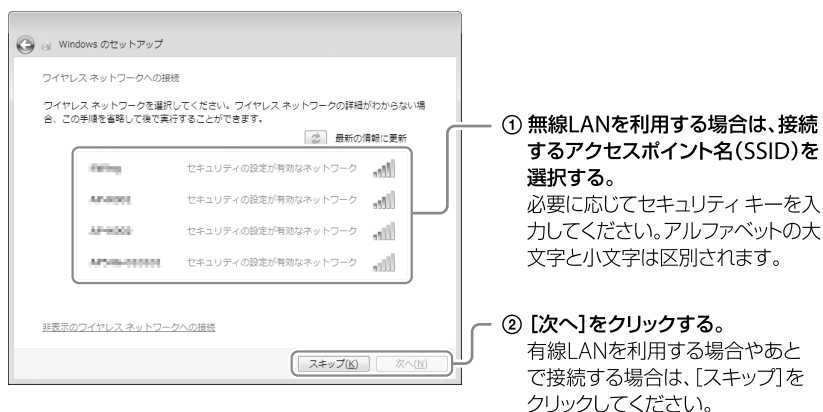 Windows のセットアップ
ワイヤレス ネットワークへの接続
ワイヤレス ネットワークを選択してください。ワイヤレス ネットワークの詳細がわからない場
合、この手順を省略して後で実行することができます。
最新の情報に更新
セキュリティの設定が有効なネットワーク
セキュリティの設定が有効なネットワーク
セキュリティの設定が有効なネットワーク
セキュリティの設定が有効なネットワーク
非表示のワイヤレス ネットワークへの接続
スキップ(K)
次へ(N)
① 無線LANを利用する場合は、接続
するアクセスポイント名(SSID)を
選択する。
必要に応じてセキュリティ キーを入
力してください。アルファベットの大
文字と小文字は区別されます。
② [次へ]をクリックする。
有線LANを利用する場合やあと
で接続する場合は、[スキップ]を
クリックしてください。